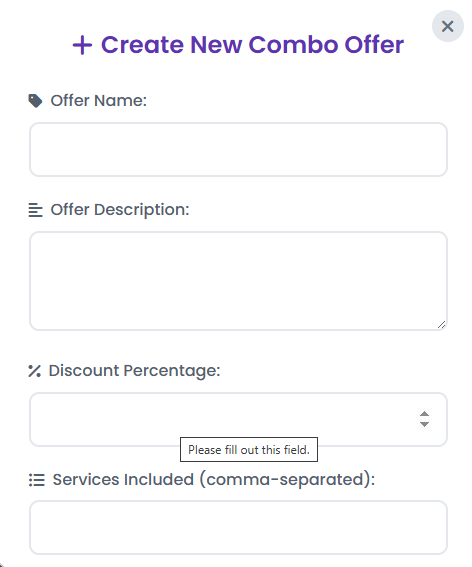 + Create New Combo Offer
Offer Name:
Offer Description:
Discount Percentage:
Please fill out this field.
Services Included (comma-separated):